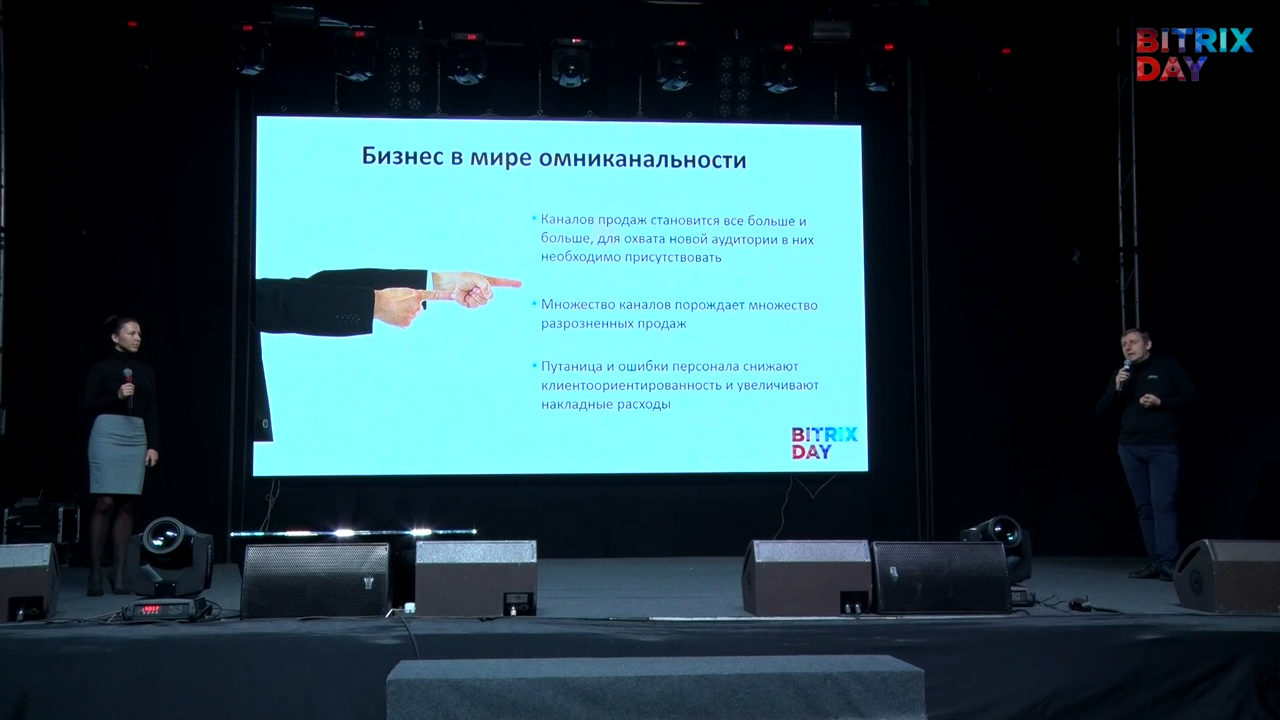 BITRIX
DAY
Бизнес в мире омниканальности
• Каналов продаж становится все больше и
больше, для охвата новой аудитории в них
необходимо присутствовать
• Множество каналов порождает множество
разрозненных продаж
• Путаница и ошибки персонала снижают
клиентоориентированность и увеличивают
накладные расходы
BITRIX
DAY